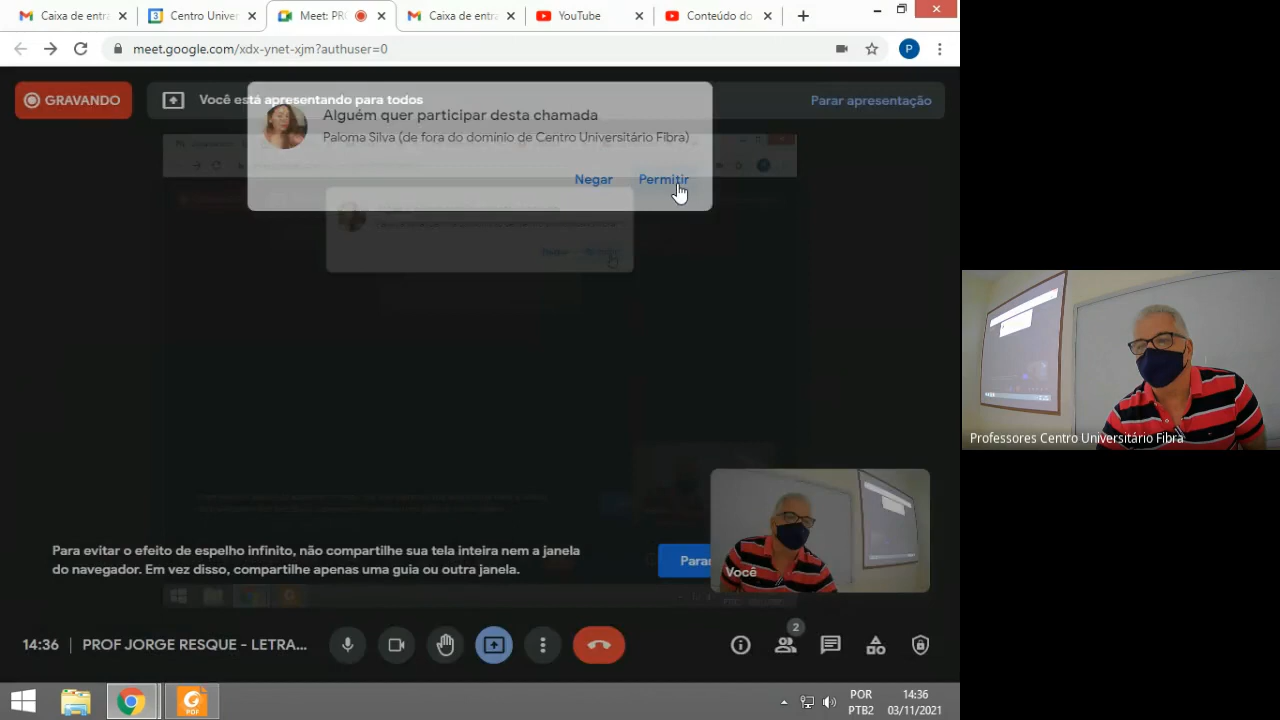 Caixa de entra
Centro Univer
Meet: PR
Caixa de entra
YouTube
Conteúdo do
meet.google.com/xdx-ynet-xjm?authuser=0
P
GRAVANDO
Você está apresentando para todos
Parar apresentação
Alguém quer participar desta chamada
Paloma Silva (de fora do domínio de Centro Universitário Fibra)
Negar
Permitir
Professores Centro Universitário Fibra
Para evitar o efeito de espelho infinito, não compartilhe sua tela inteira nem a janela
do navegador. Em vez disso, compartilhe apenas uma guia ou outra janela.
Parar
Você
14:36 | PROF JORGE RESQUE - LETRA...
2
POR
PTB2
14:36
03/11/2021